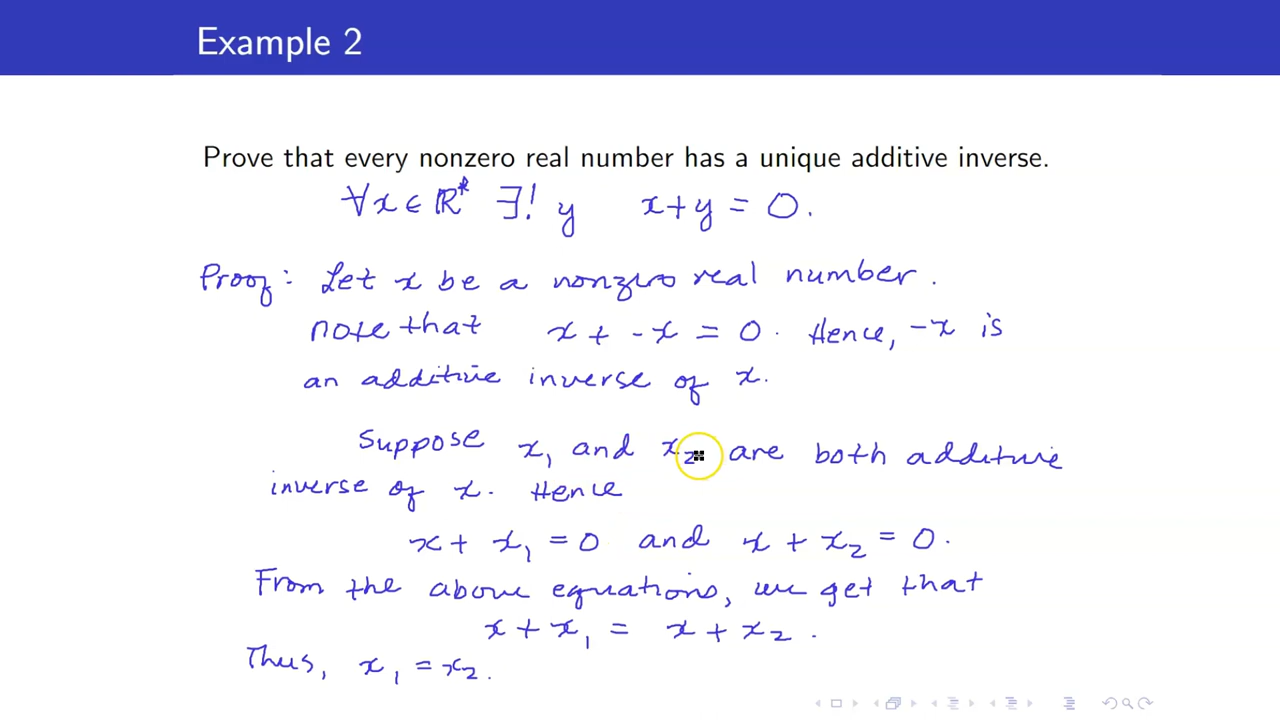 Example 2
Prove that every nonzero real number has a unique additive inverse.
∀x ∈ ℝ* ∃! y x + y = 0.
Proof: Let x be a nonzero real number.
note that x + -x = 0. Hence, -x is
an additive inverse of x.
Suppose x₁ and x₂ are both additive
inverse of x. Hence
x + x₁ = 0 and x + x₂ = 0.
From the above equations, we get that
x + x₁ = x + x₂.
Thus, x₁ = x₂.